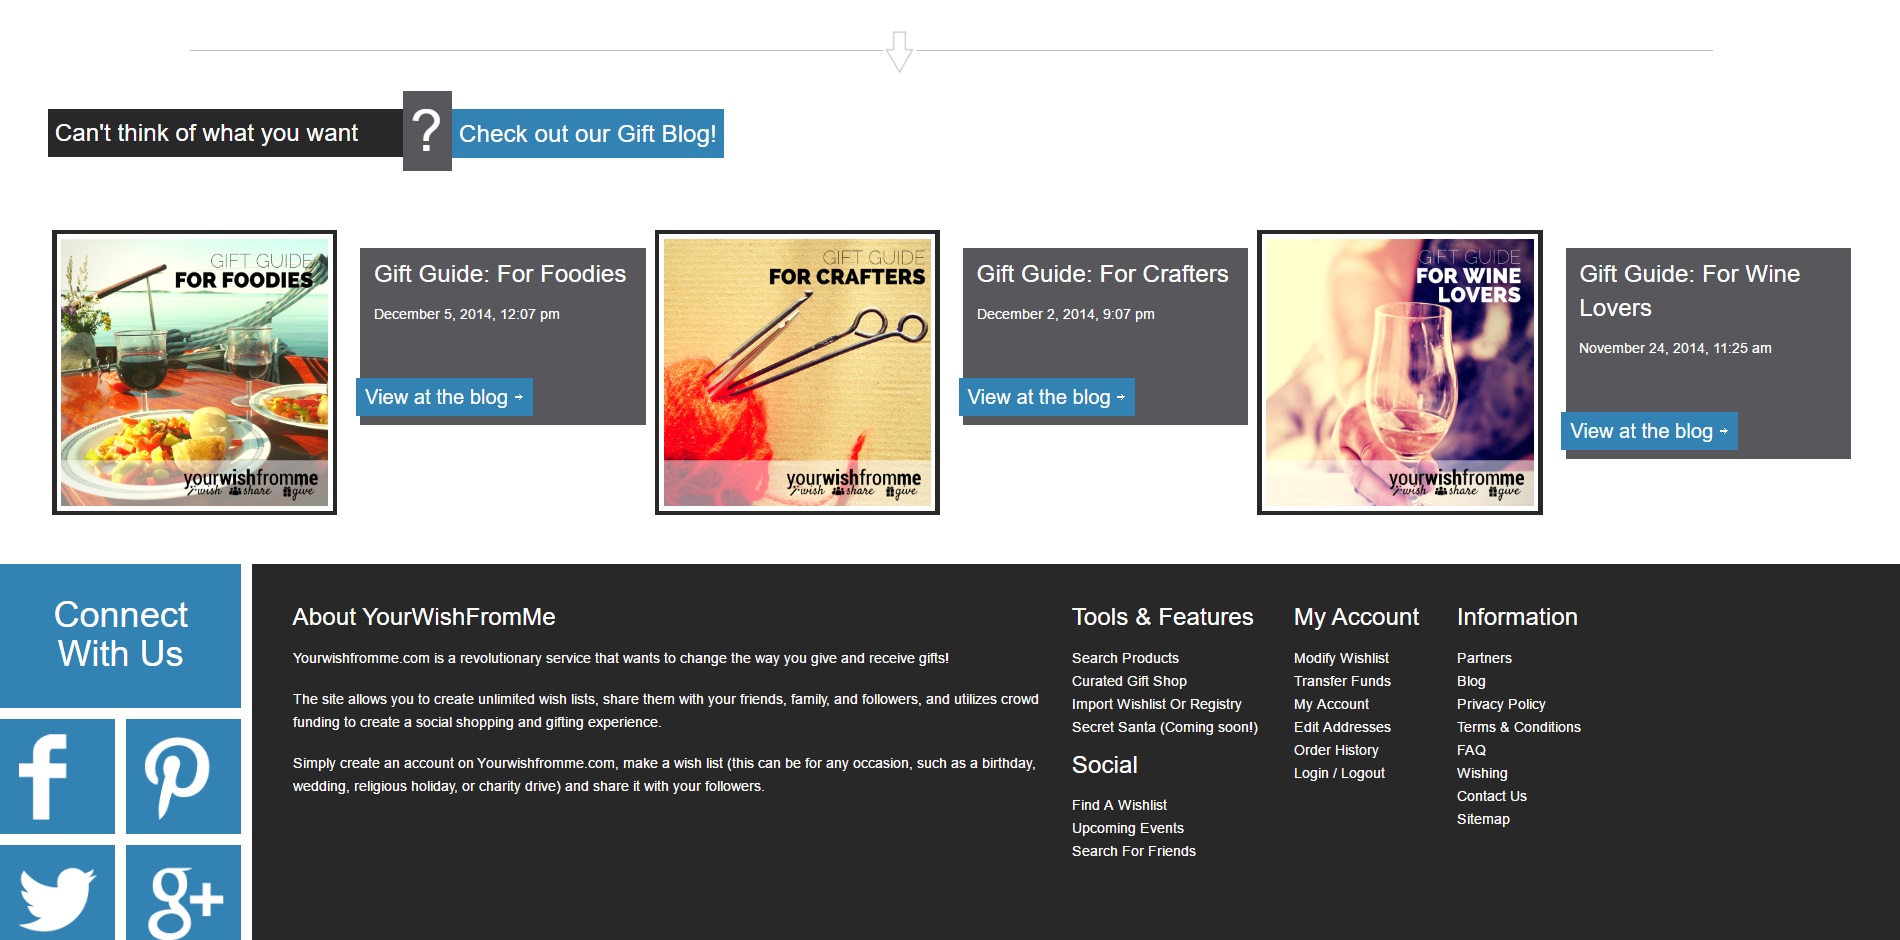 Can't think of what you want
?
Check out our Gift Blog!
GIFT GUIDE
FOR FOODIES
yourwishfromme
wish share give
Gift Guide: For Foodies
December 5, 2014, 12:07 pm
View at the blog
GIFT GUIDE
FOR CRAFTERS
yourwishfromme
wish share give
Gift Guide: For Crafters
December 2, 2014, 9:07 pm
View at the blog
GIFT GUIDE
FOR WINE
LOVERS
yourwishfromme
wish share give
Gift Guide: For Wine
Lovers
November 24, 2014, 11:25 am
View at the blog
Connect
With Us
f
P
g+
About YourWishFromMe
Yourwishfromme.com is a revolutionary service that wants to change the way you give and receive gifts!
The site allows you to create unlimited wish lists, share them with your friends, family, and followers, and utilizes crowd
funding to create a social shopping and gifting experience.
Simply create an account on Yourwishfromme.com, make a wish list (this can be for any occasion, such as a birthday,
wedding, religious holiday, or charity drive) and share it with your followers.
Tools & Features
Search Products
Curated Gift Shop
Import Wishlist Or Registry
Secret Santa (Coming soon!)
Social
Find A Wishlist
Upcoming Events
Search For Friends
My Account
Modify Wishlist
Transfer Funds
My Account
Edit Addresses
Order History
Login / Logout
Information
Partners
Blog
Privacy Policy
Terms & Conditions
FAQ
Wishing
Contact Us
Sitemap